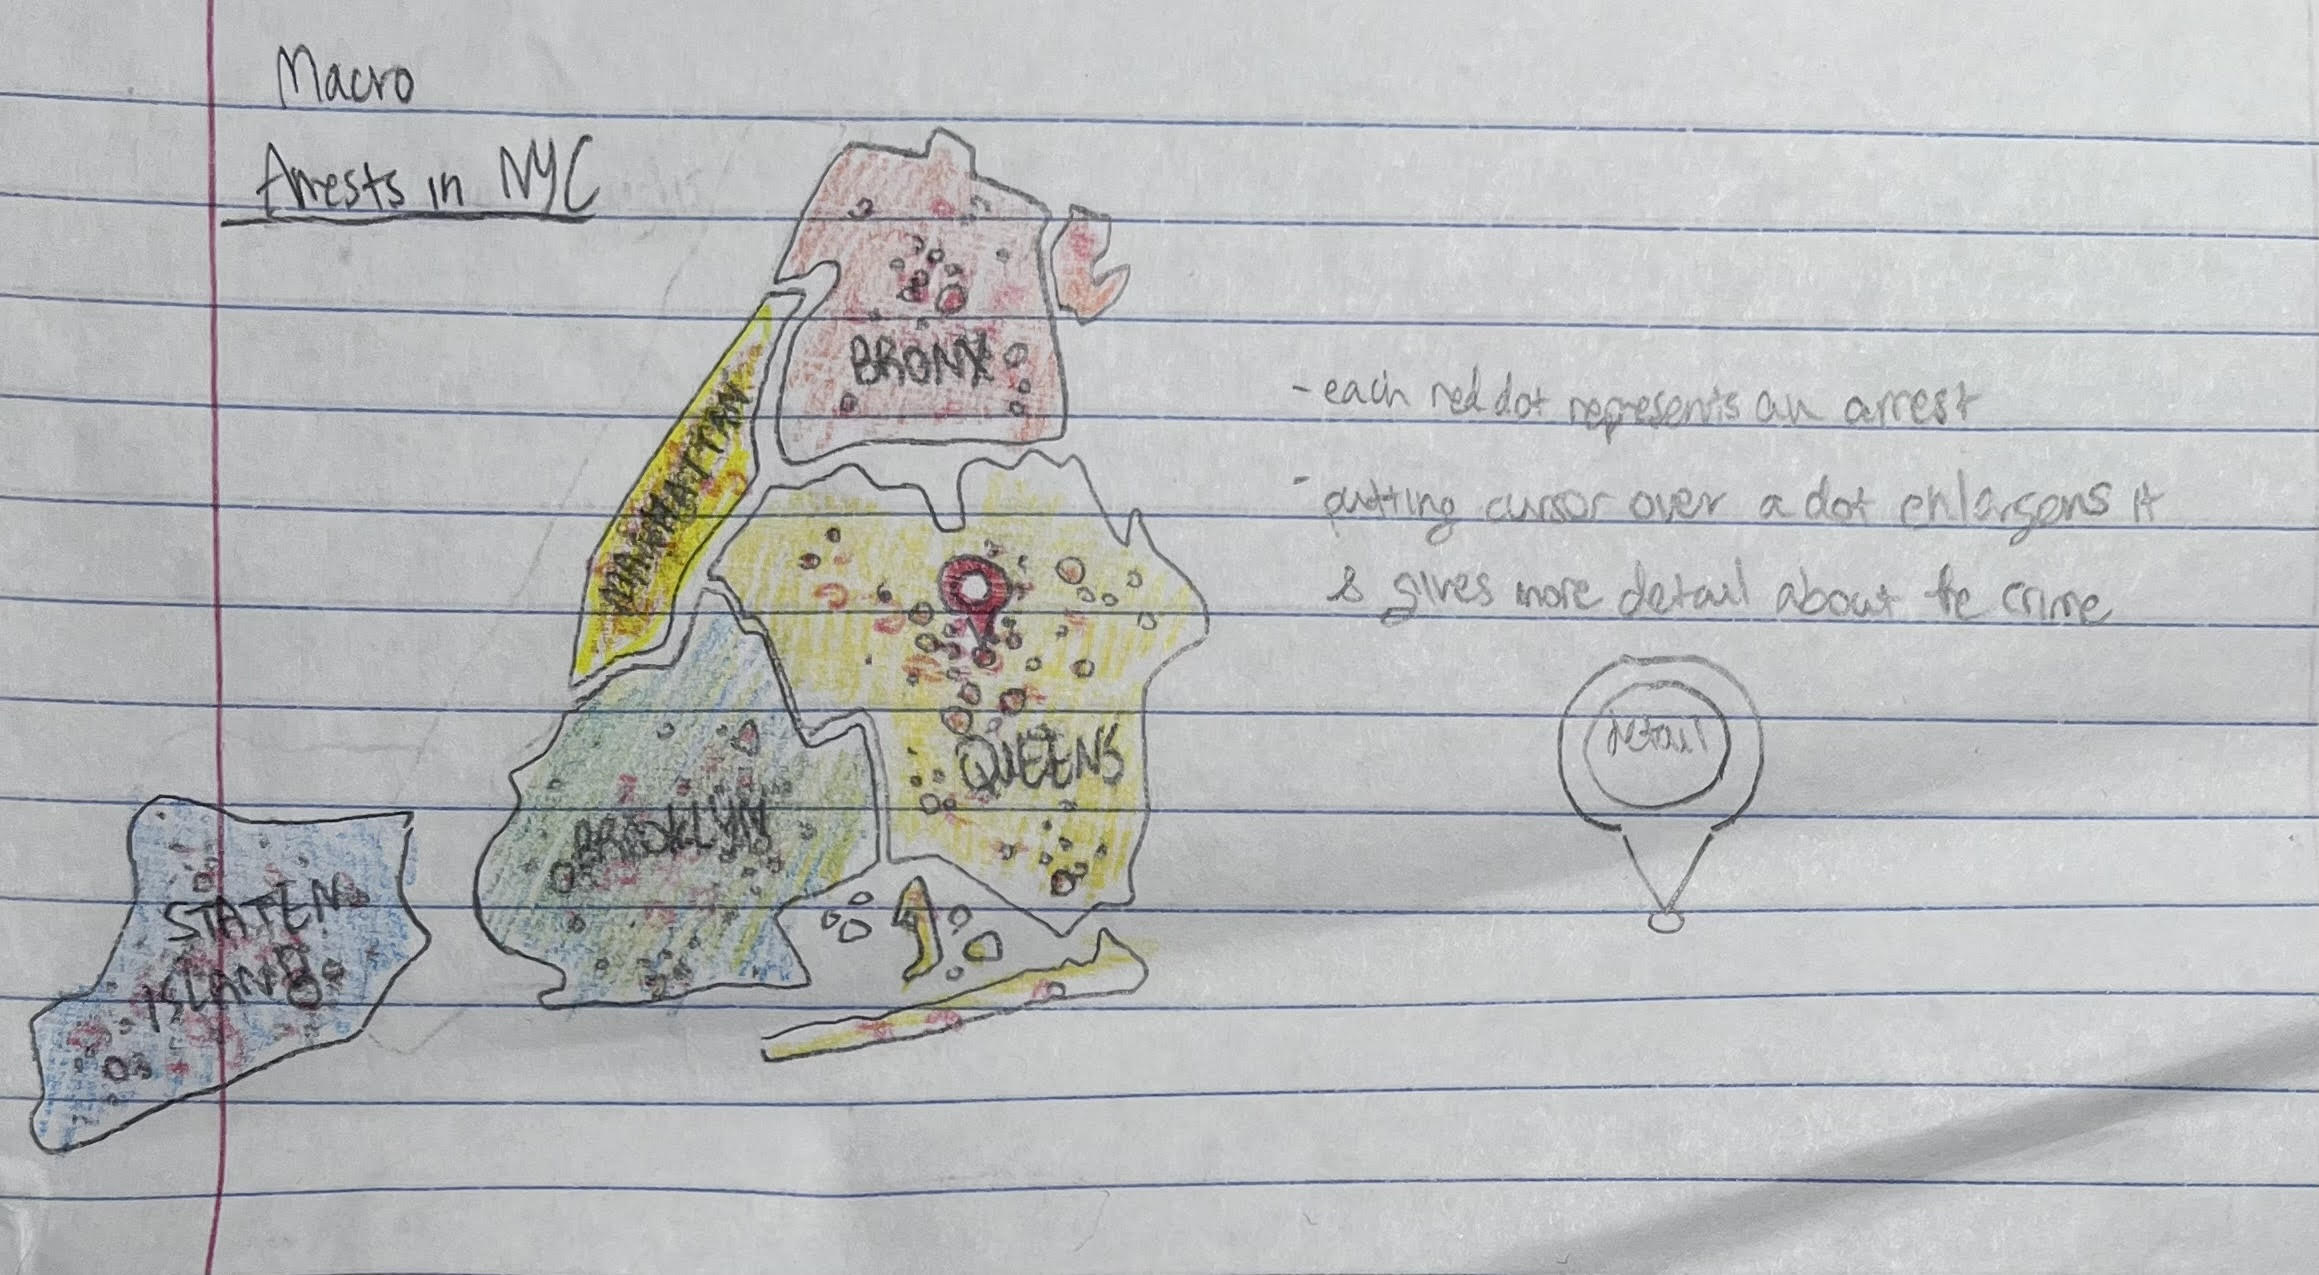 Macro
Arrests in NYC
BRONX
MANHATTAN
- each red dot represents an arrest
- putting cursor over a dot enlargens it
& gives more detail about the crime
QUEENS
detail
BROOKLYN
STATEN
ISLAND